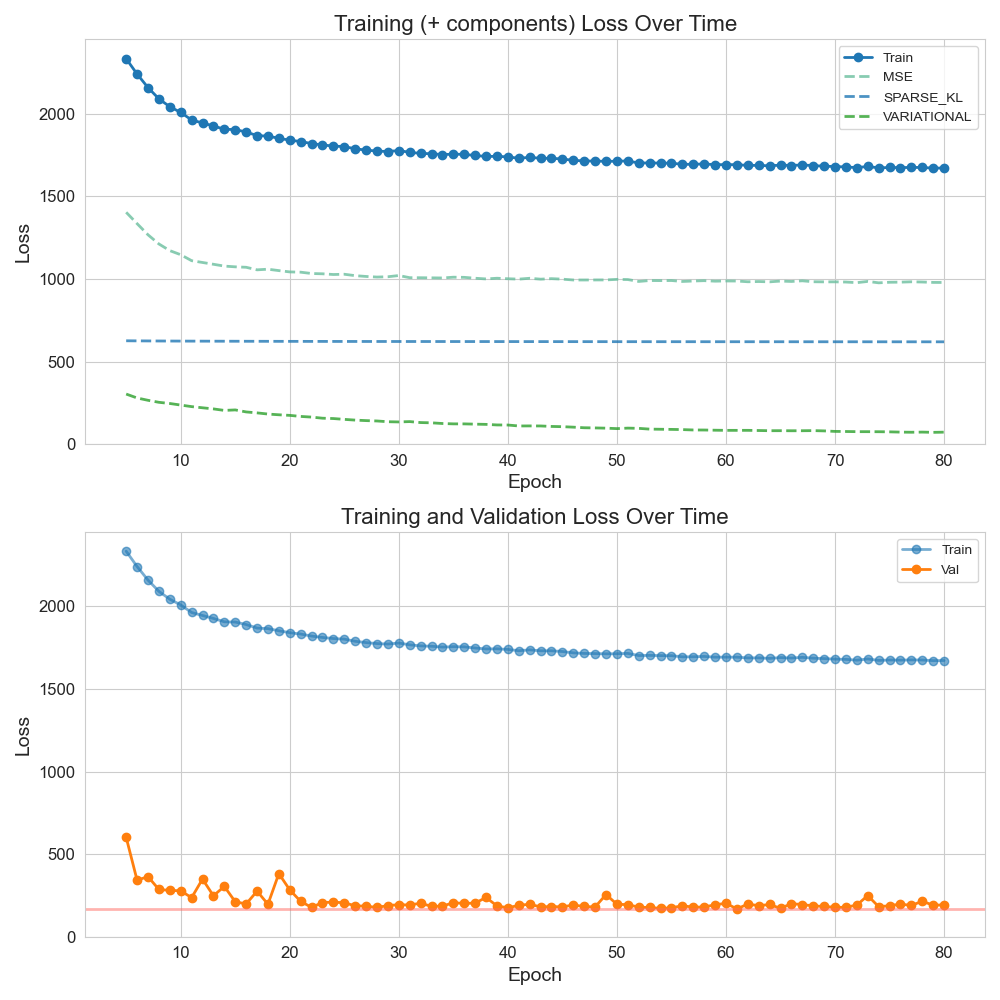 Training (+ components) Loss Over Time
Loss
2000
1500
1000
500
0
Train
MSE
SPARSE_KL
VARIATIONAL
10 20 30 40 50 60 70 80
Epoch
Training and Validation Loss Over Time
Loss
2000
1500
1000
500
0
Train
Val
10 20 30 40 50 60 70 80
Epoch